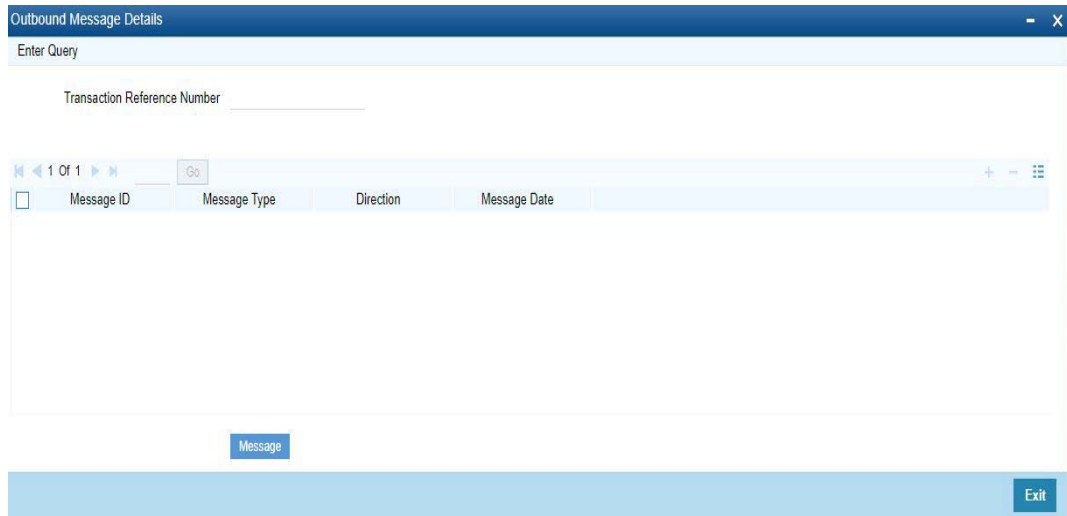 Outbound Message Details
Enter Query
Transaction Reference Number
1 Of 1 Go
Message ID Message Type Direction Message Date
Message
Exit